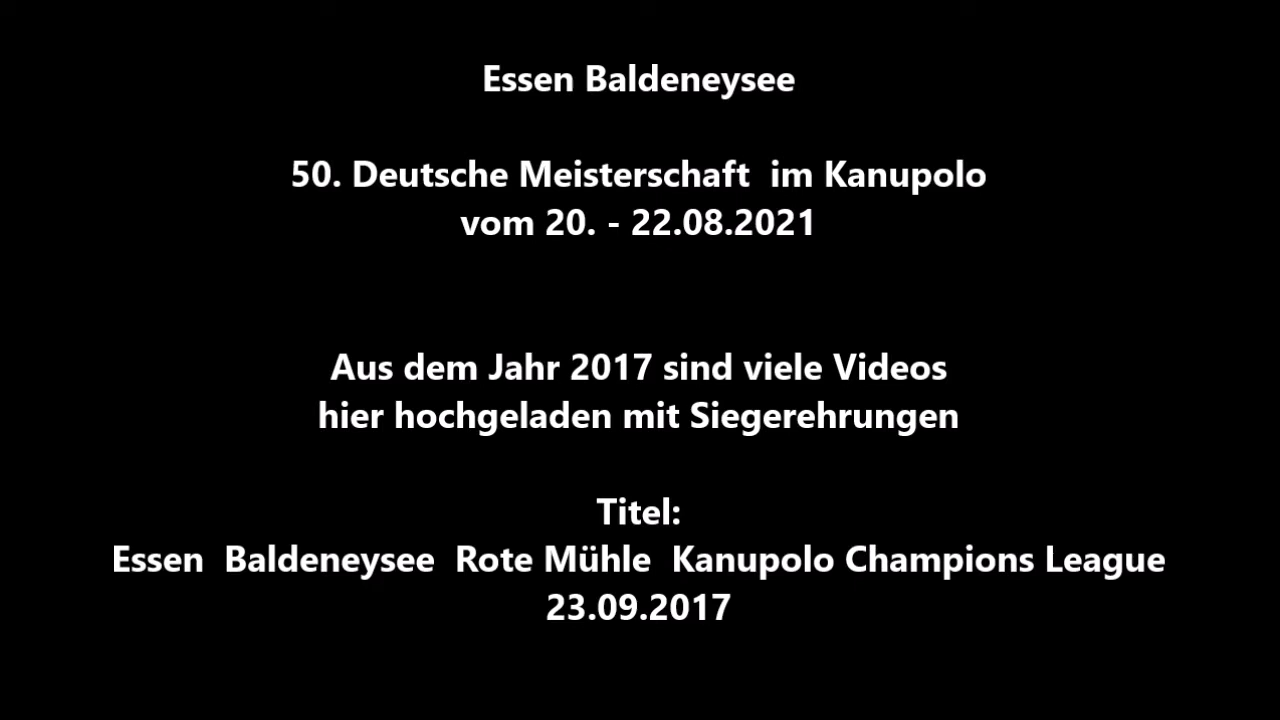 Essen Baldeneysee
50. Deutsche Meisterschaft  im Kanupolo
vom 20. - 22.08.2021
Aus dem Jahr 2017 sind viele Videos
hier hochgeladen mit Siegerehrungen
Titel:
Essen  Baldeneysee  Rote Mühle  Kanupolo Champions League
23.09.2017